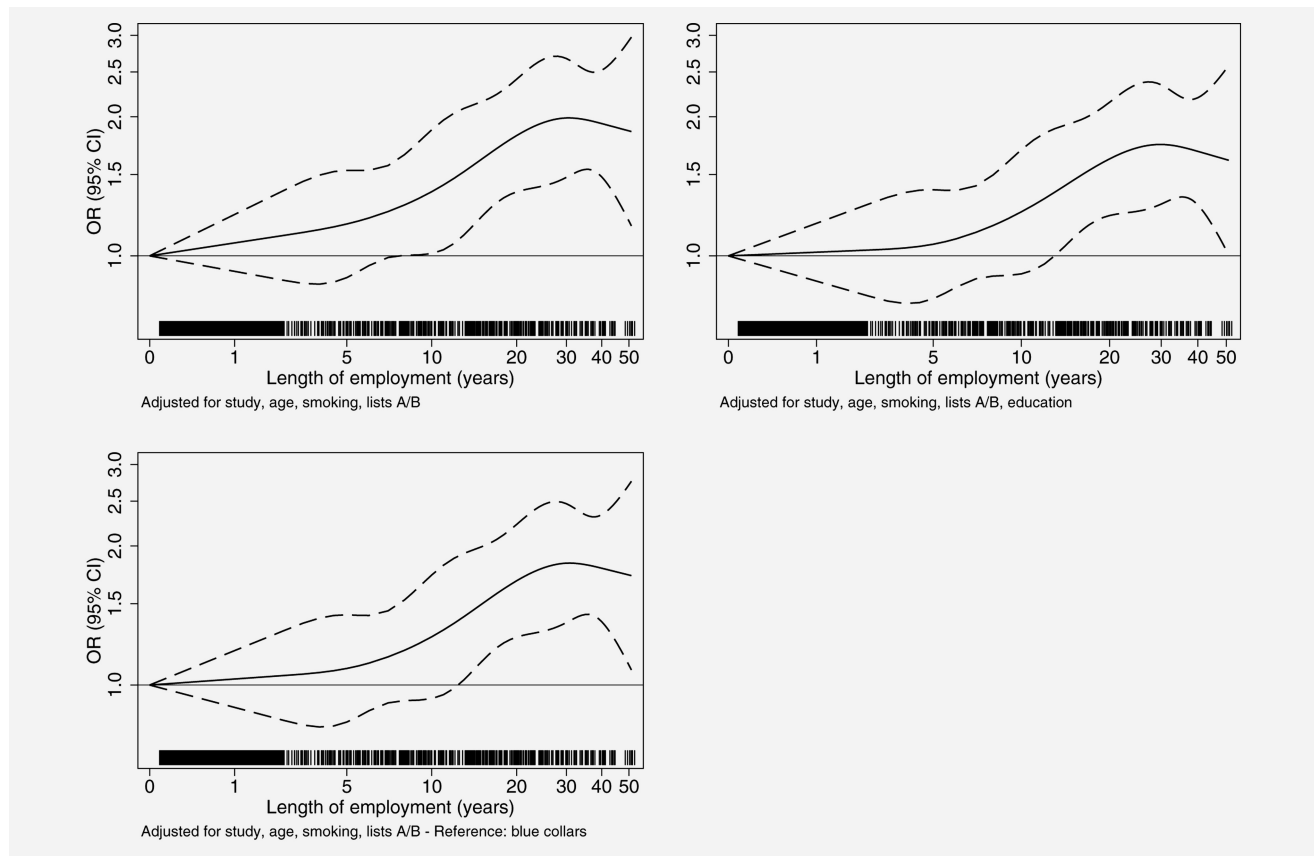 OR (95% CI)
3.0
2.5
2.0
1.5
1.0
0 1 5 10 20 30 40 50
Length of employment (years)
Adjusted for study, age, smoking, lists A/B
3.0
2.5
2.0
1.5
1.0
0 1 5 10 20 30 40 50
Length of employment (years)
Adjusted for study, age, smoking, lists A/B, education
OR (95% CI)
3.0
2.5
2.0
1.5
1.0
0 1 5 10 20 30 40 50
Length of employment (years)
Adjusted for study, age, smoking, lists A/B - Reference: blue collars